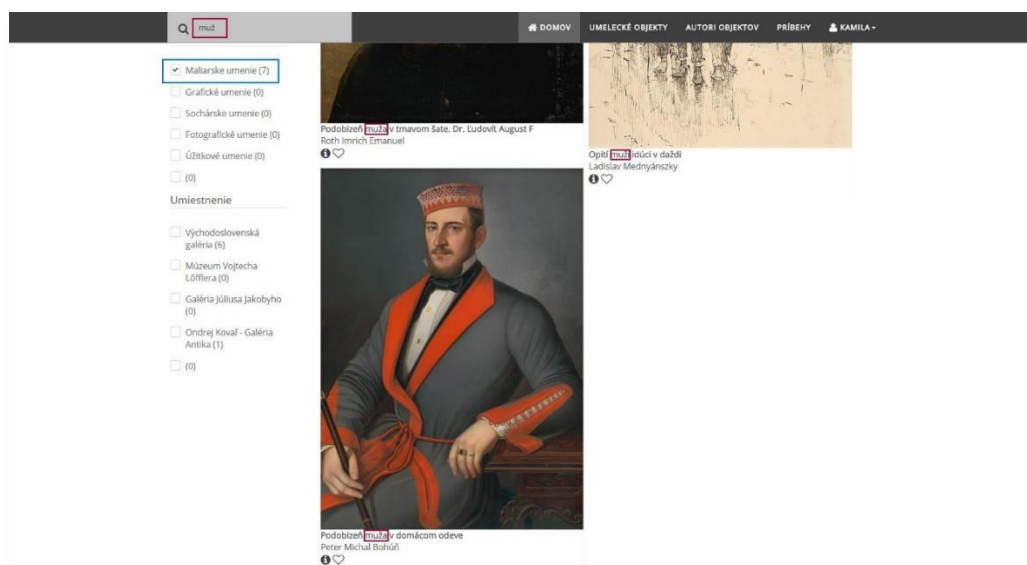 muž
DOMOV UMELECKÉ OBJEKTY AUTORI OBJEKTOV PRÍBEHY KAMILA
Maliarske umenie (7)
Grafické umenie (0)
Sochárske umenie (0)
Fotografické umenie (0)
Úžitkové umenie (0)
(0)
Umiestnenie
Východoslovenská
galéria (6)
Múzeum Vojtecha
Löfflera (0)
Galéria Júliusa Jakobyho
(0)
Ondrej Kovaľ - Galéria
Antika (1)
(0)
Podobizeň muža v tmavom šate. Dr. Ľudovít August F
Roth Imrich Emanuel
Opití muži idúci v daždi
Ladislav Mednyánszky
Podobizeň muža v domácom odeve
Peter Michal Bohúň